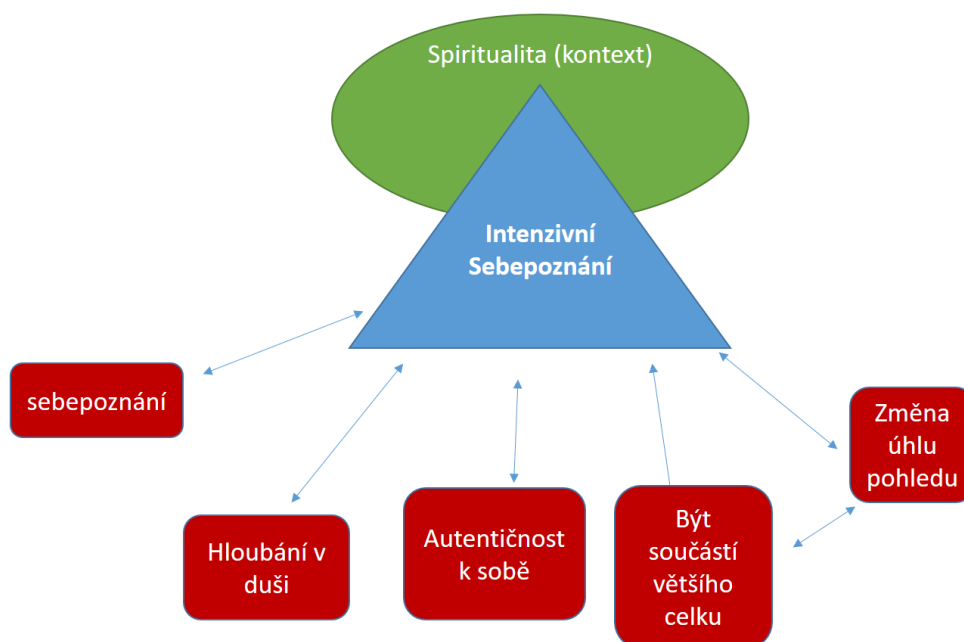 Spiritualita (kontext)
Intenzivní
Sebepoznání
sebepoznání
Hloubání v
duši
Autentičnost
k sobě
Být
součástí
většího
celku
Změna
úhlu
pohledu